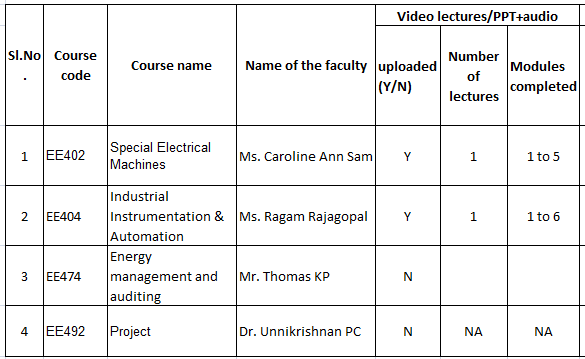 Video lectures/PPT+audio
Sl.No
.
Course
code
Course name
Name of the faculty
uploaded
(Y/N)
Number
of
lectures
Modules
completed
1 EE402 Special Electrical
Machines Ms. Caroline Ann Sam Y 1 1 to 5
2 EE404 Industrial
Instrumentation &
Automation Ms. Ragam Rajagopal Y 1 1 to 6
3 EE474 Energy
management and
auditing Mr. Thomas KP N
4 EE492 Project Dr. Unnikrishnan PC N NA NA